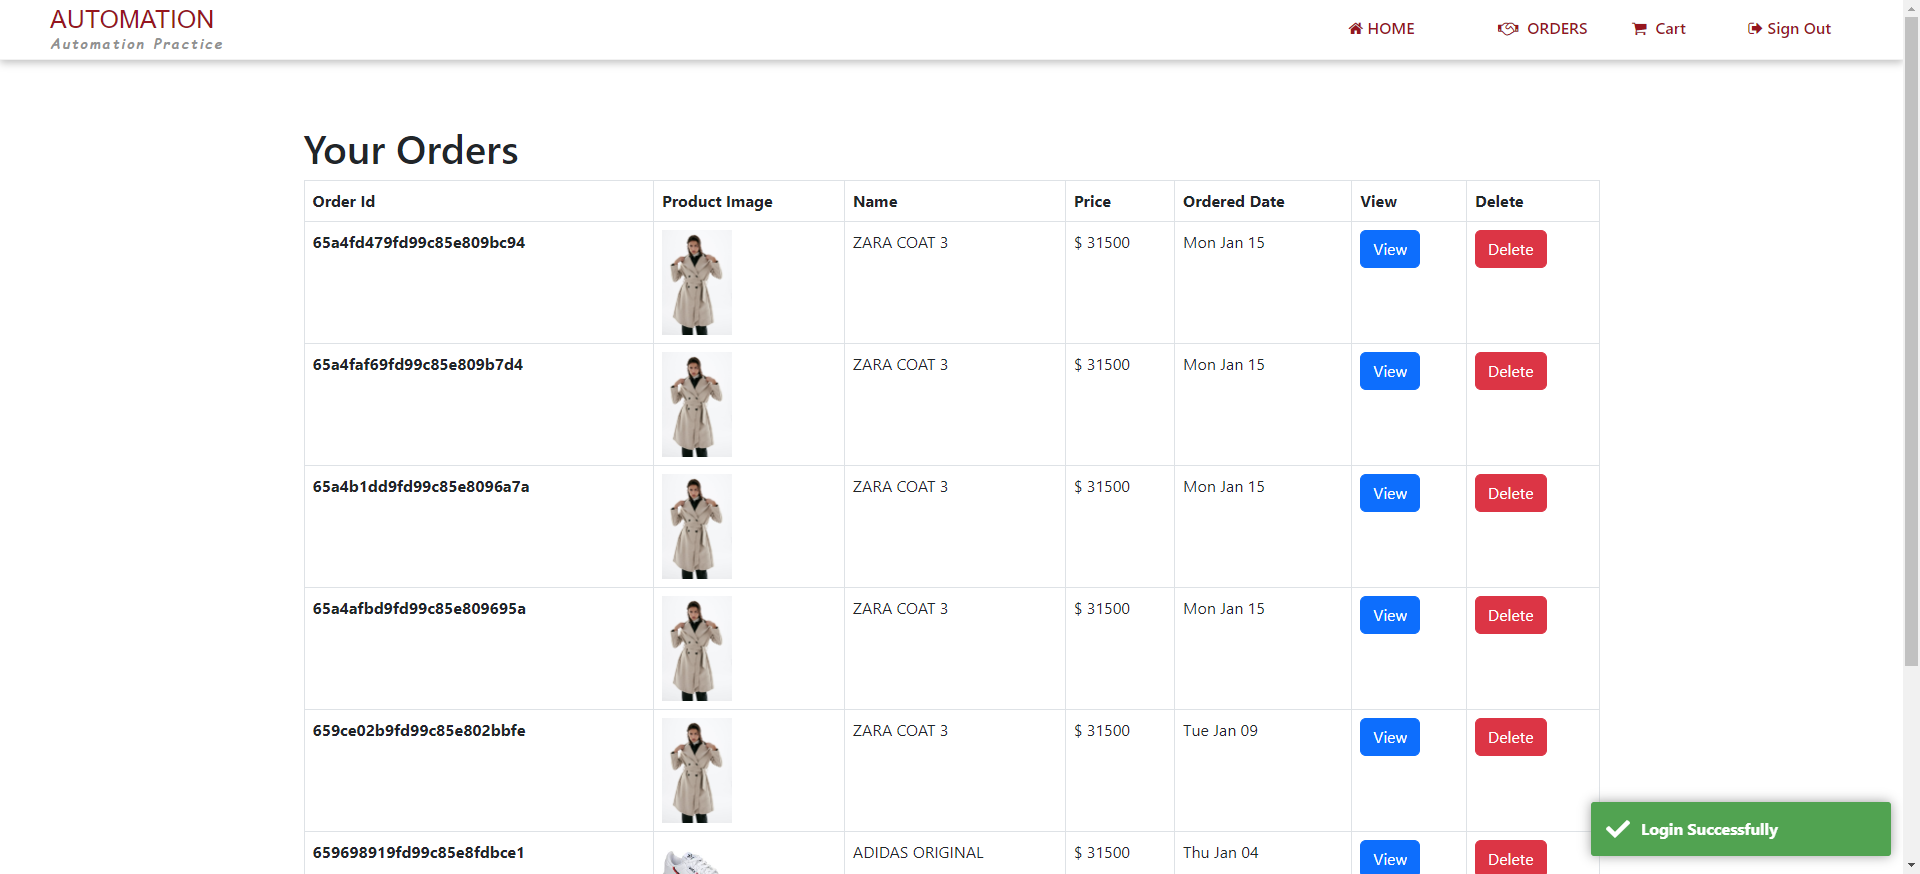 AUTOMATION
Automation Practice
HOME ORDERS Cart Sign Out
Your Orders
Order Id Product Image Name Price Ordered Date View Delete
65a4fd479fd99c85e809bc94 ZARA COAT 3 $ 31500 Mon Jan 15 View Delete
65a4faf69fd99c85e809b7d4 ZARA COAT 3 $ 31500 Mon Jan 15 View Delete
65a4b1dd9fd99c85e8096a7a ZARA COAT 3 $ 31500 Mon Jan 15 View Delete
65a4afbd9fd99c85e809695a ZARA COAT 3 $ 31500 Mon Jan 15 View Delete
659ce02b9fd99c85e802bbfe ZARA COAT 3 $ 31500 Tue Jan 09 View Delete
659698919fd99c85e8fdbce1 ADIDAS ORIGINAL $ 31500 Thu Jan 04 View Delete
Login Successfully